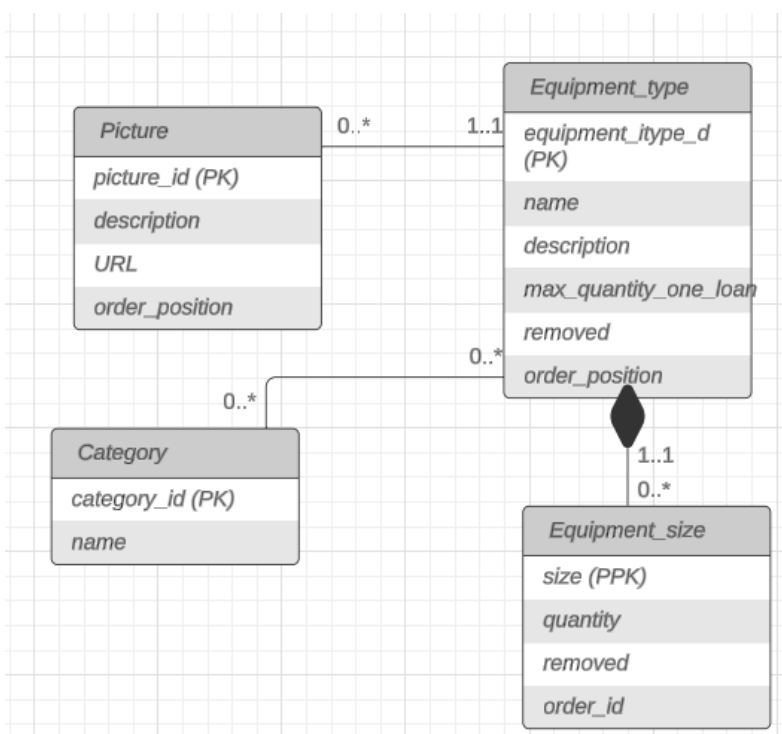 Picture
picture_id (PK)
description
URL
order_position
0..*
1..1
Equipment_type
equipment_itype_d
(PK)
name
description
max_quantity_one_loan
removed
order_position
0..*
0..*
Category
category_id (PK)
name
1..1
0..*
Equipment_size
size (PPK)
quantity
removed
order_id